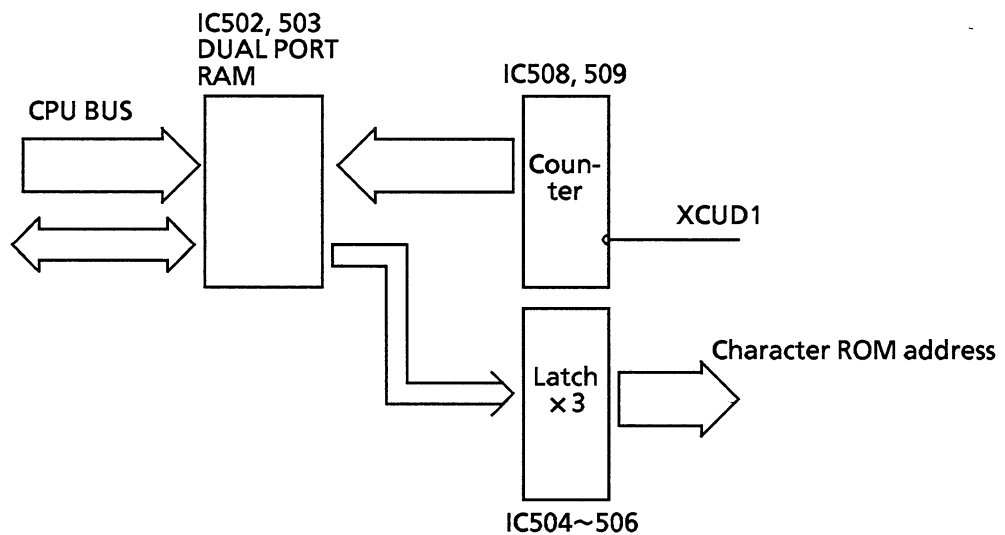 IC502, 503
DUAL PORT
RAM
CPU BUS
IC508, 509
Coun-
ter
XCUD1
Character ROM address
Latch
×3
IC504～506